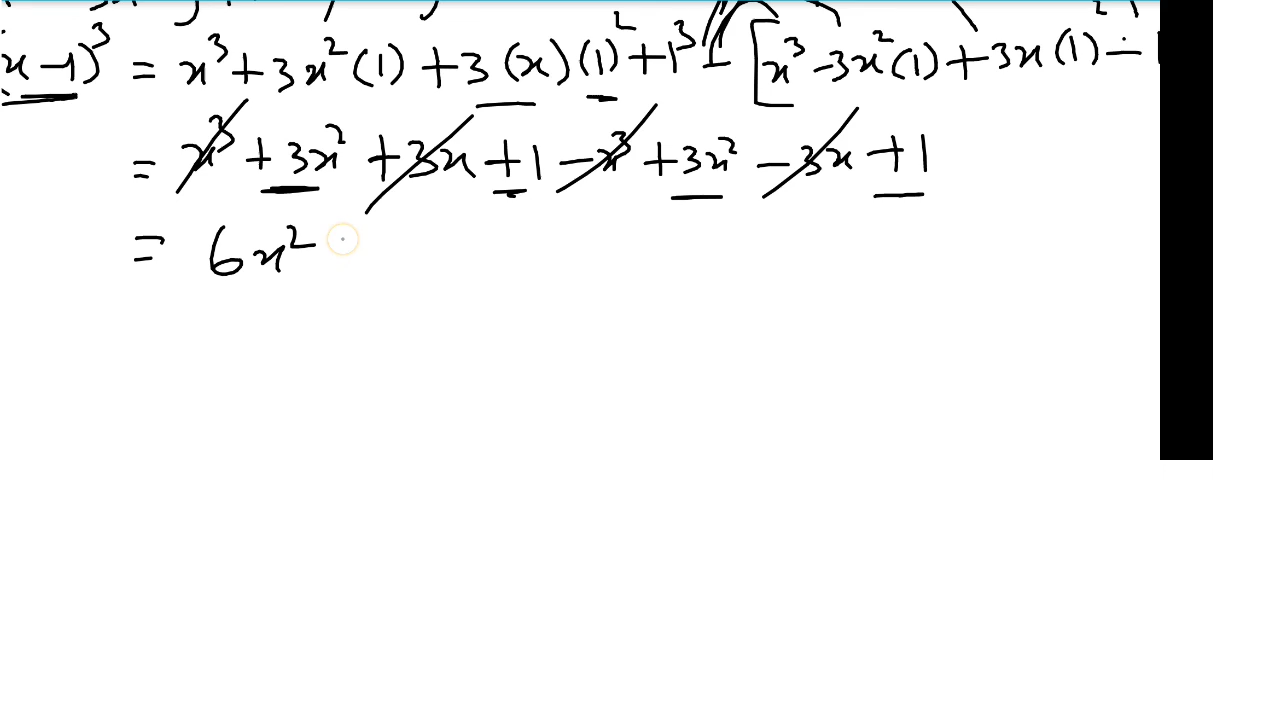 x-1)³ = x³ + 3x²(1) + 3(x)(1)² + 1³ - [x³ - 3x²(1) + 3x(1)² -
= x³ + 3x² + 3x + 1 - x³ + 3x² - 3x + 1
= 6x²